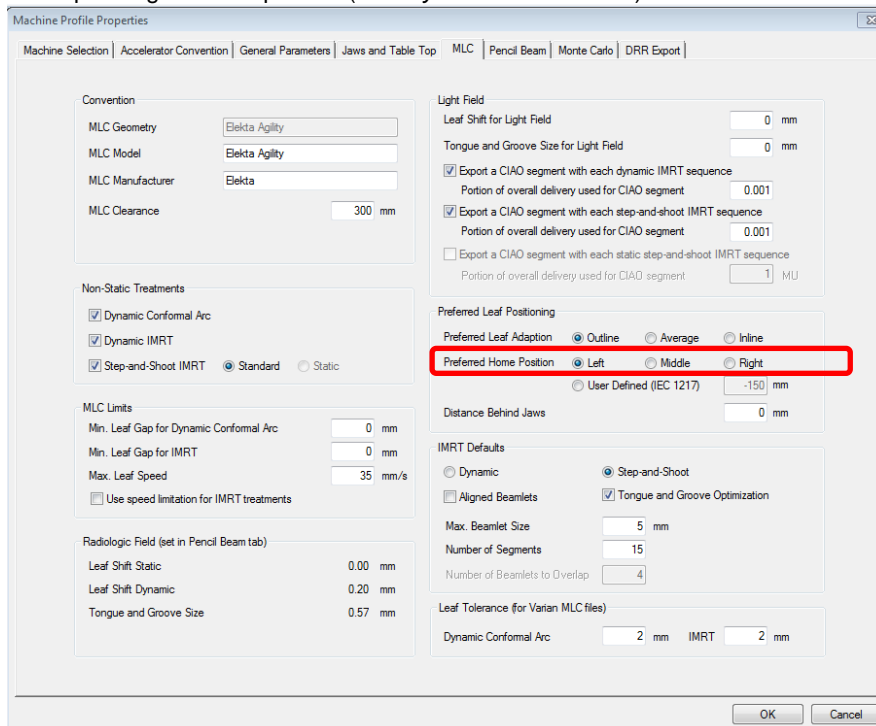 Machine Profile Properties
Machine Selection Accelerator Convention General Parameters Jaws and Table Top MLC Pencil Beam Monte Carlo DRR Export
Convention
MLC Geometry Elekta Agility
MLC Model Elekta Agility
MLC Manufacturer Elekta
MLC Clearance 300 mm
Non-Static Treatments
Dynamic Conformal Arc
Dynamic IMRT
Step-and-Shoot IMRT Standard Static
MLC Limits
Min. Leaf Gap for Dynamic Conformal Arc 0 mm
Min. Leaf Gap for IMRT 0 mm
Max. Leaf Speed 35 mm/s
Use speed limitation for IMRT treatments
Radiologic Field (set in Pencil Beam tab)
Leaf Shift Static 0.00 mm
Leaf Shift Dynamic 0.20 mm
Tongue and Groove Size 0.57 mm
Light Field
Leaf Shift for Light Field 0 mm
Tongue and Groove Size for Light Field 0 mm
Export a CIAO segment with each dynamic IMRT sequence
Portion of overall delivery used for CIAO segment 0.001
Export a CIAO segment with each step-and-shoot IMRT sequence
Portion of overall delivery used for CIAO segment 0.001
Export a CIAO segment with each static step-and-shoot IMRT sequence
Portion of overall delivery used for CIAO segment 1 MU
Preferred Leaf Positioning
Preferred Leaf Adaption Outline Average Inline
Preferred Home Position Left Middle Right
User Defined (IEC 1217) -150 mm
Distance Behind Jaws 0 mm
IMRT Defaults
Dynamic Step-and-Shoot
Aligned Beamlets Tongue and Groove Optimization
Max. Beamlet Size 5 mm
Number of Segments 15
Number of Beamlets to Overlap 4
Leaf Tolerance (for Varian MLC files)
Dynamic Conformal Arc 2 mm IMRT 2 mm
OK Cancel